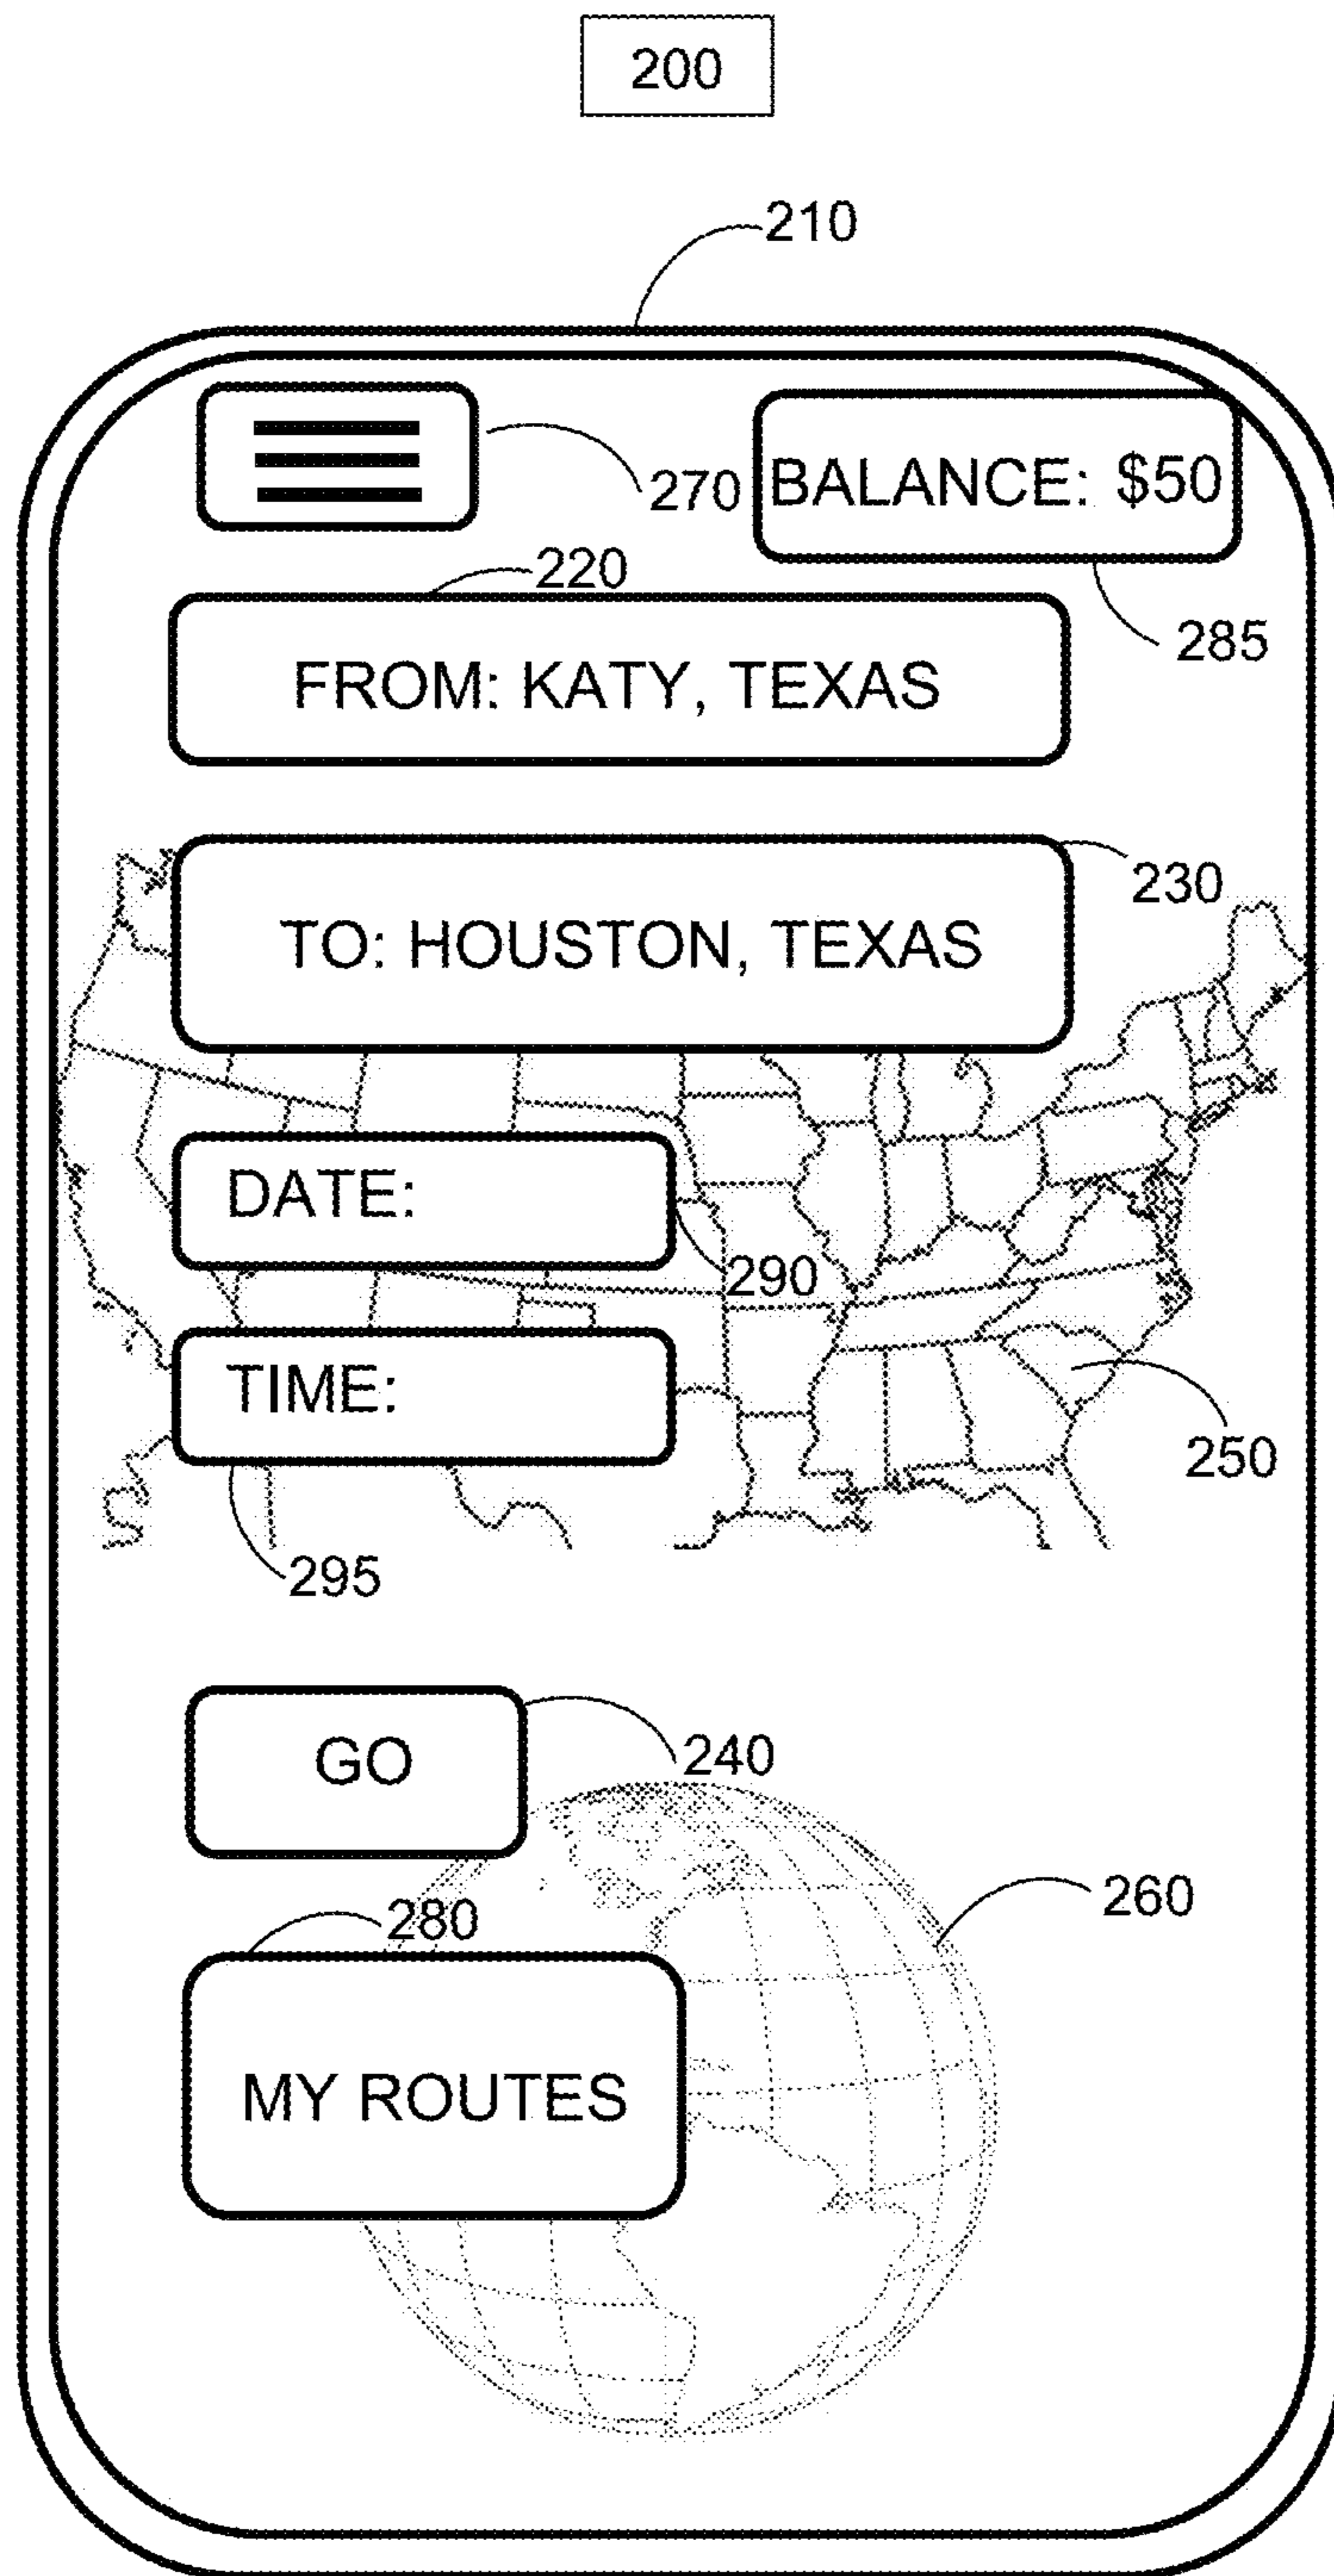 200
210
270
BALANCE: $50
220
285
FROM: KATY, TEXAS
230
TO: HOUSTON, TEXAS
DATE:
290
TIME:
250
295
GO
240
260
280
MY ROUTES